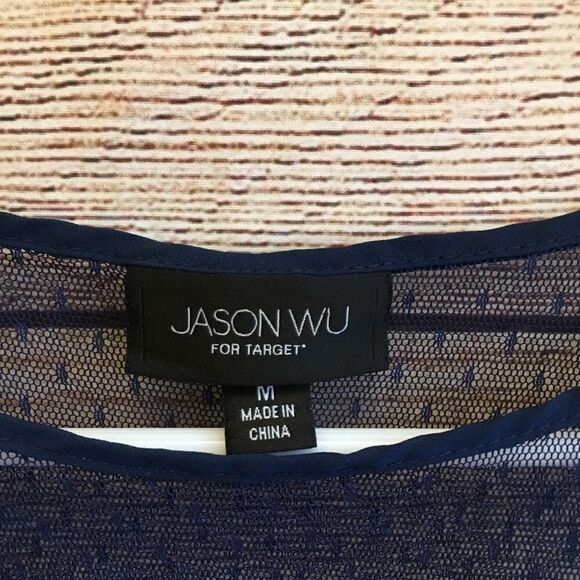 JASON WU
FOR TARGET*
M
MADE IN
CHINA